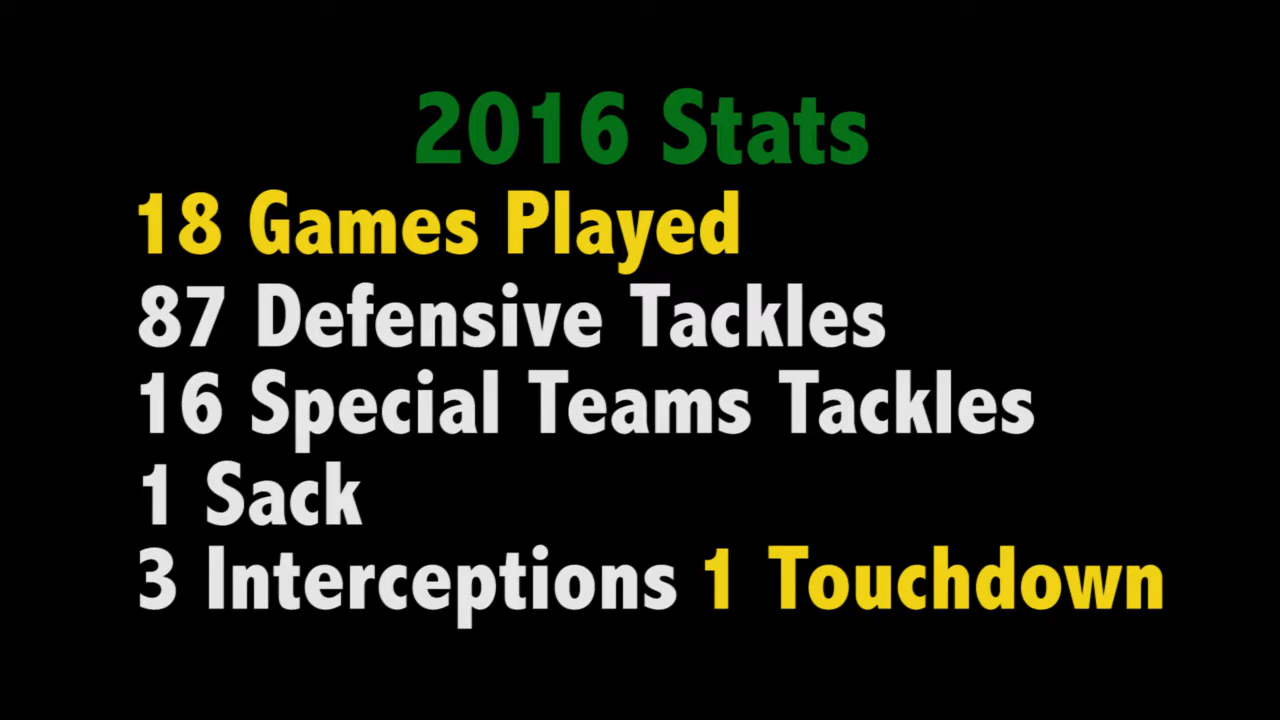 2016 Stats
18 Games Played
87 Defensive Tackles
16 Special Teams Tackles
1 Sack
3 Interceptions 1 Touchdown